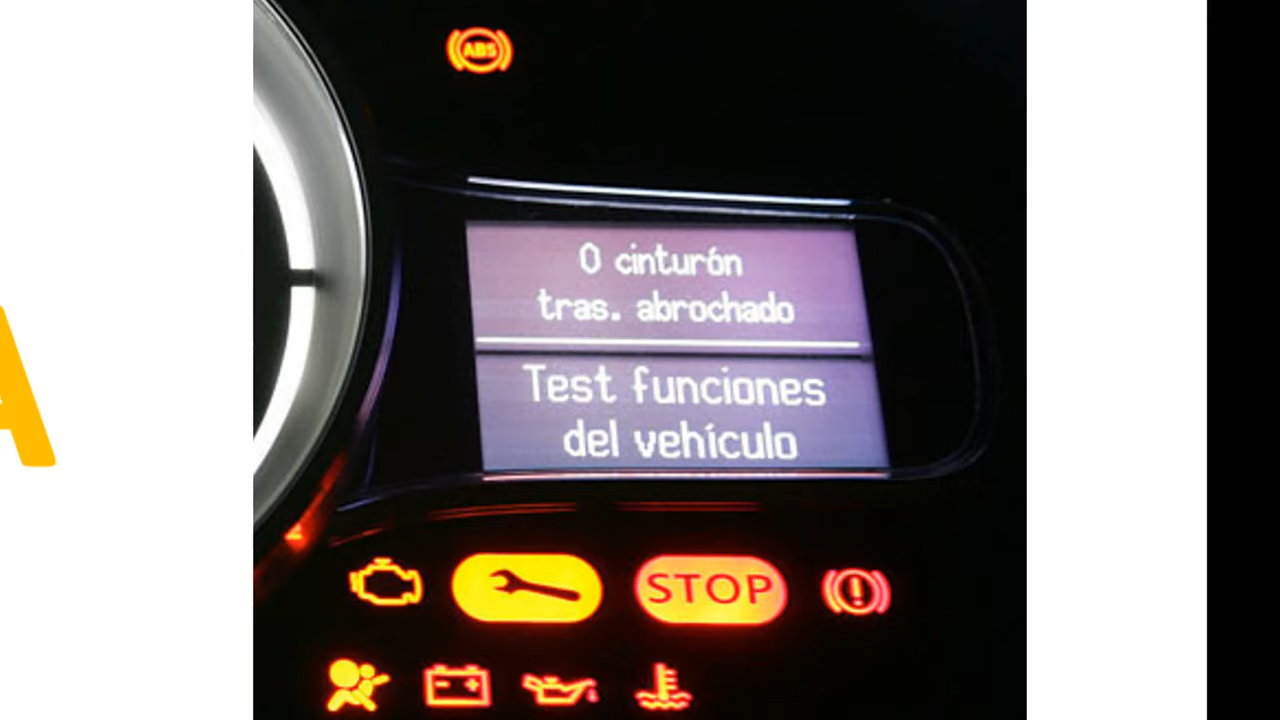 A
ABS
0 cinturón
tras. abrochado
Test funciones
del vehículo
STOP